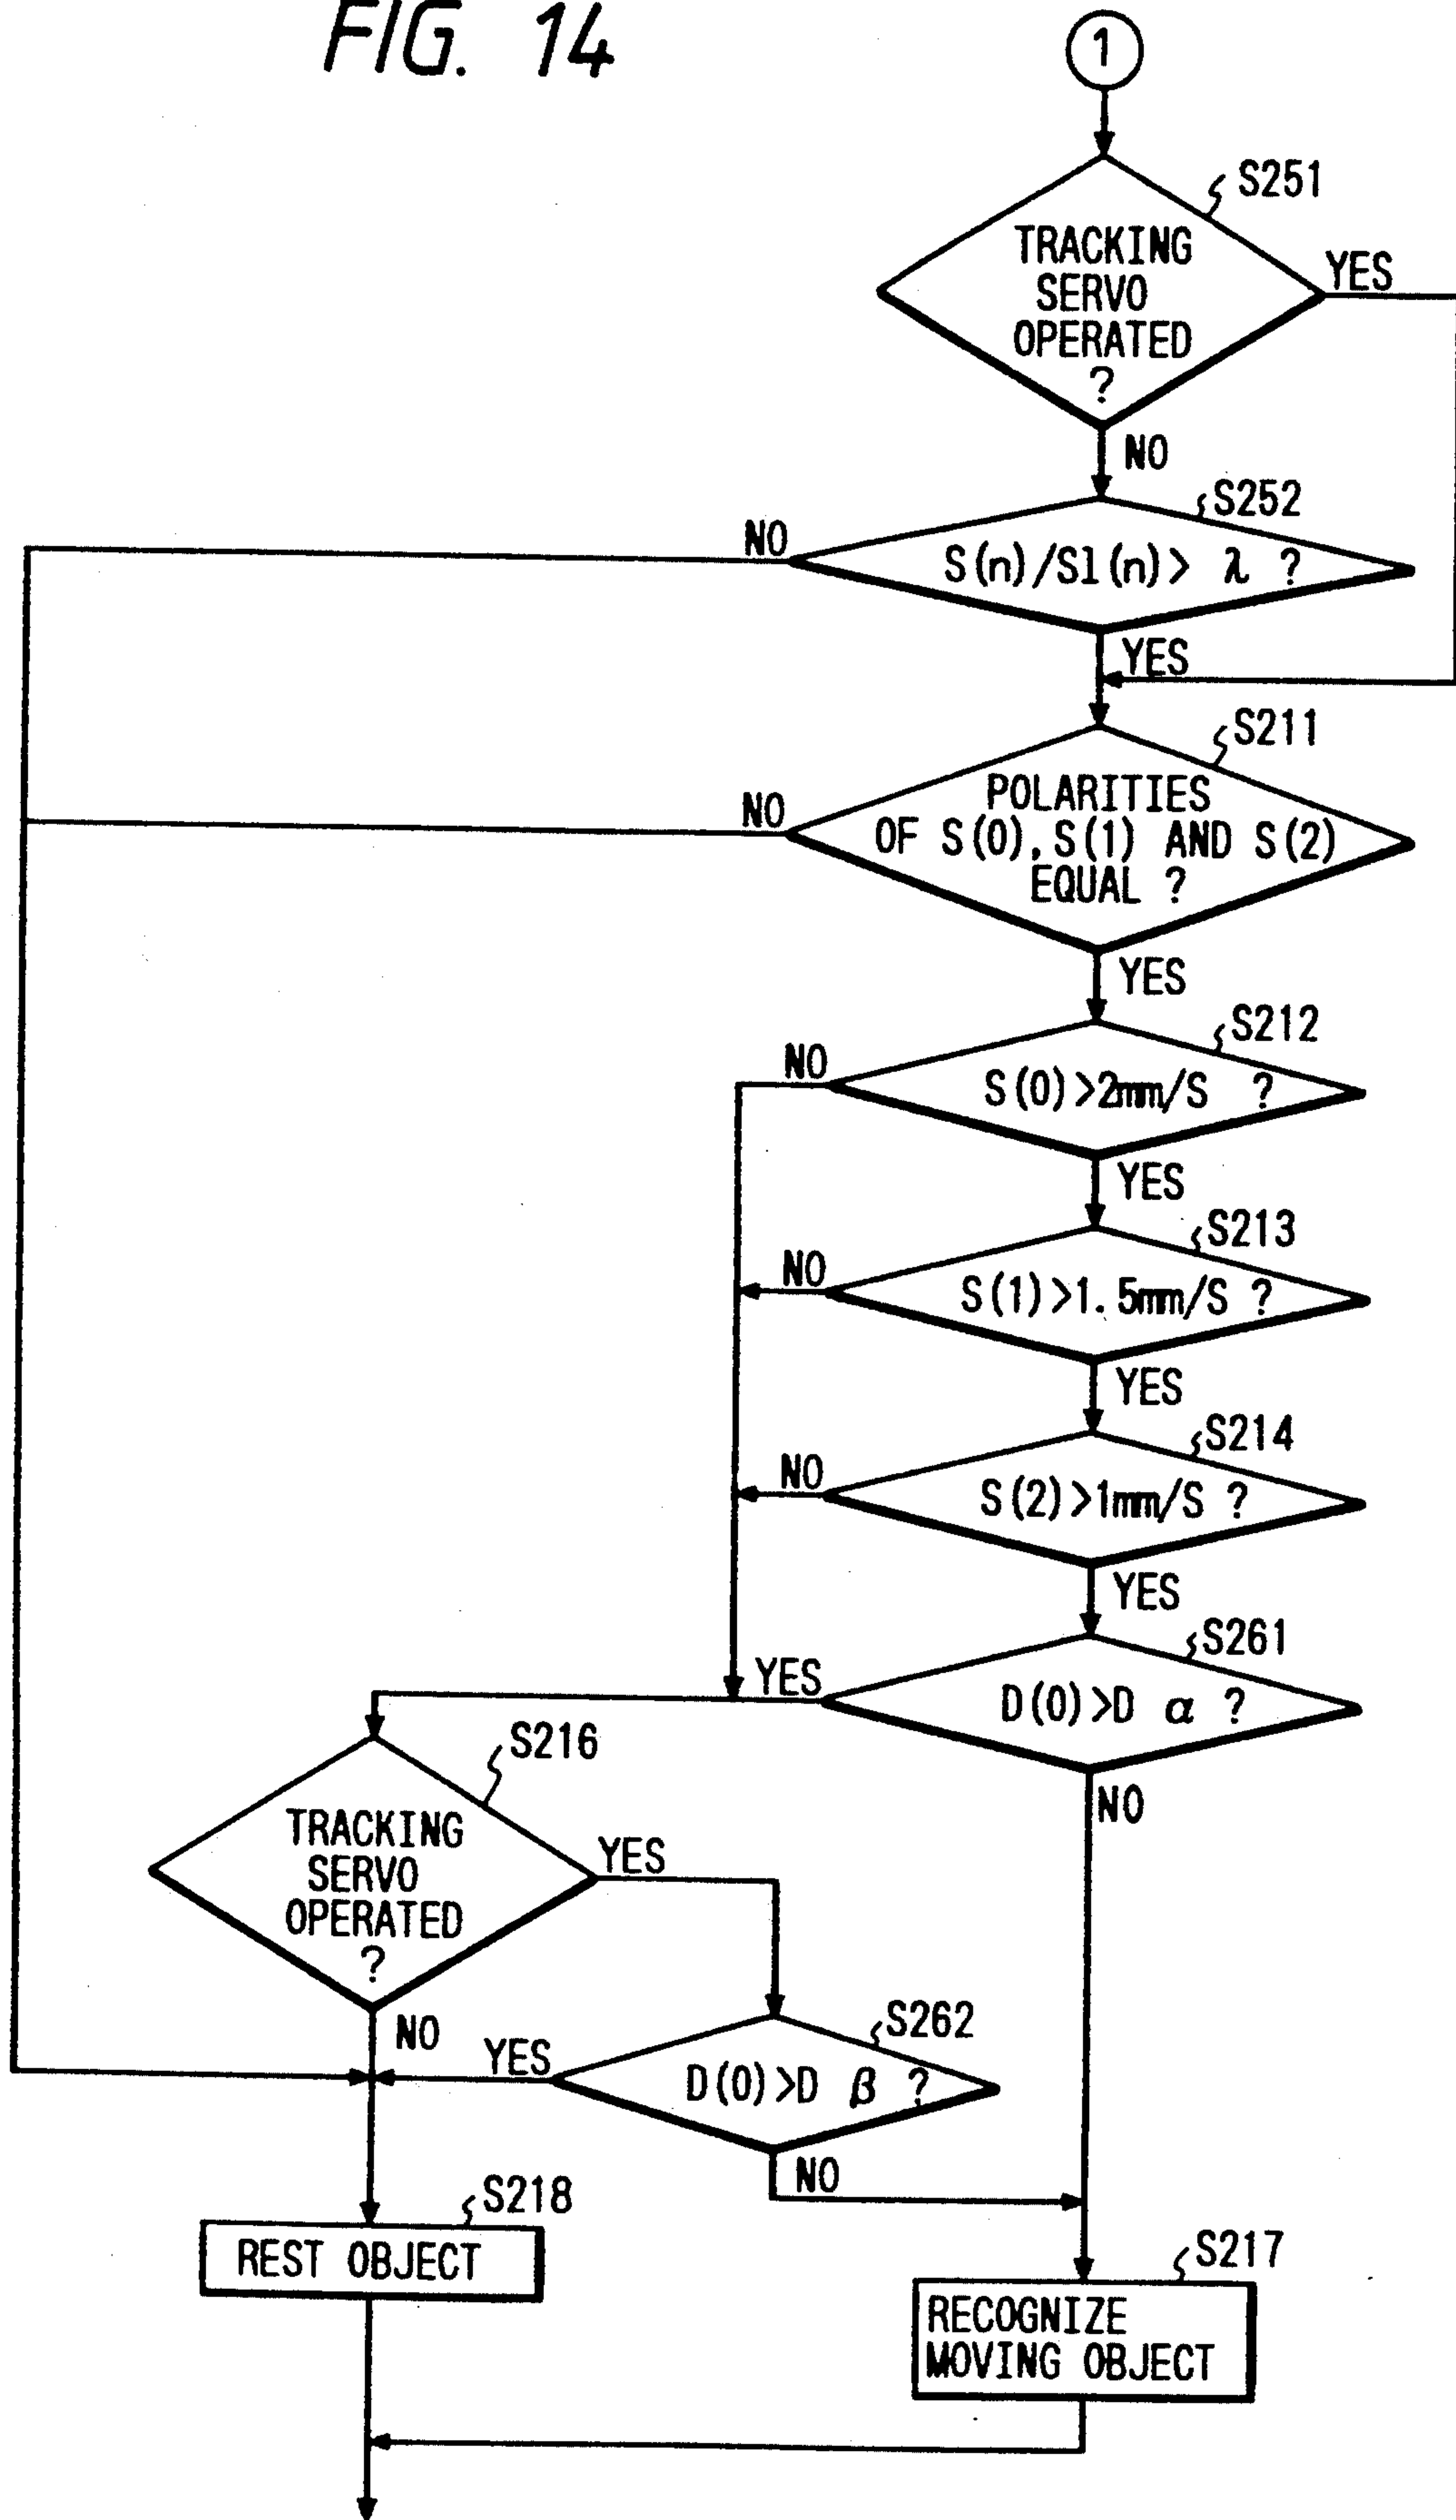 FIG. 14
1
S251
TRACKING
SERVO
OPERATED
?
YES
NO
S252
NO
S(n)/Sl(n)> λ ?
YES
S211
NO
POLARITIES
OF S(0),S(1) AND S(2)
EQUAL ?
YES
S212
NO
S(0)>2mm/S ?
YES
S213
NO
S(1)>1.5mm/S ?
YES
S214
NO
S(2)>1mm/S ?
YES
S261
YES
D(0)>D α ?
NO
S216
TRACKING
SERVO
OPERATED
?
YES
NO
S262
YES
D(0)>D β ?
NO
S218
REST OBJECT
S217
RECOGNIZE
MOVING OBJECT